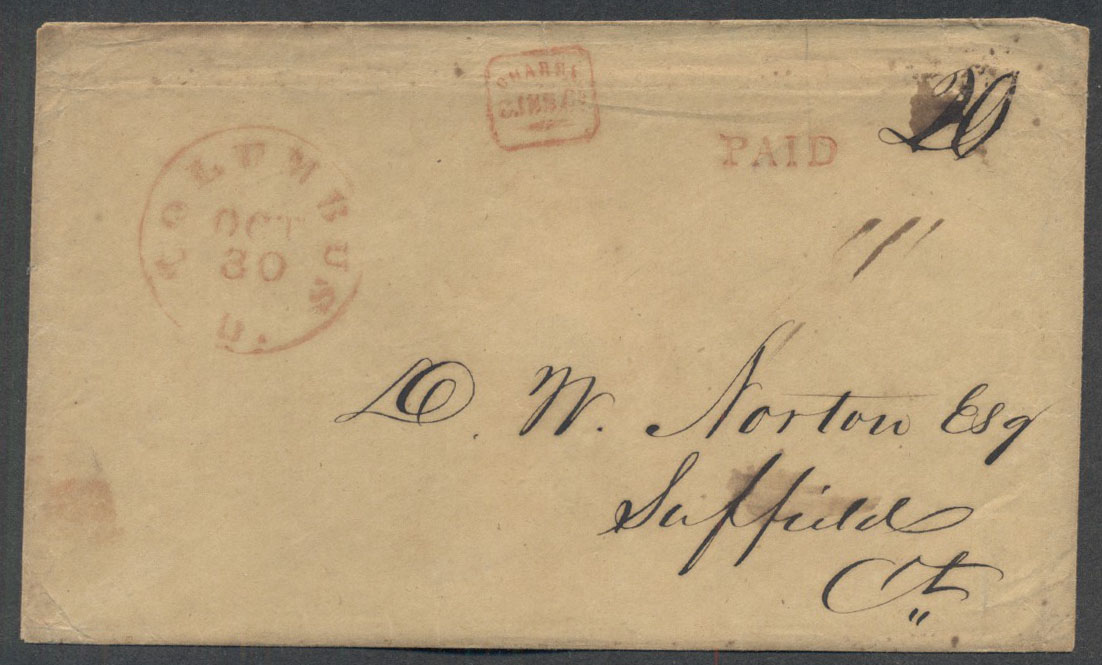 20
PAID
COLUMBUS
OCT
30
D. W. Norton Esq
Suffield
Ct,,